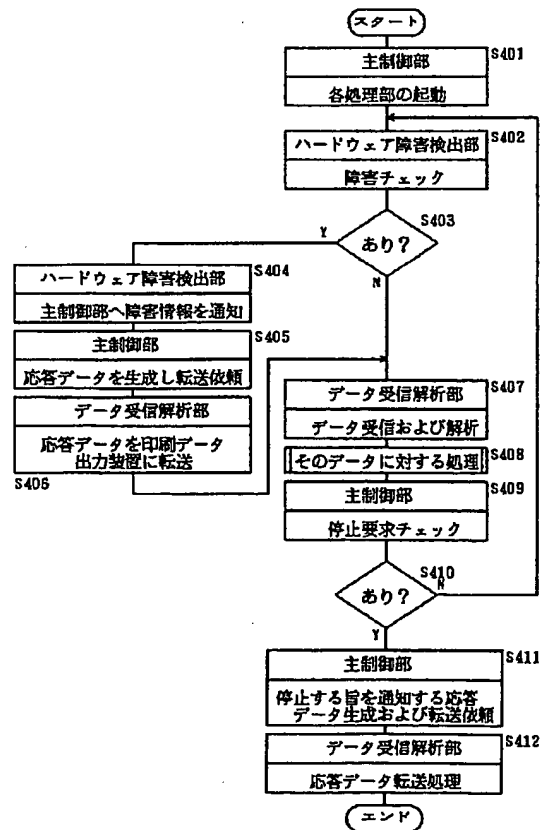 スタート
S401
主制御部
各処理部の起動
S402
ハードウェア障害検出部
障害チェック
S403
あり?
Y
N
S404
ハードウェア障害検出部
主制御部へ障害情報を通知
S405
主制御部
応答データを生成し転送依頼
データ受信解析部
応答データを印刷データ
出力装置に転送
S406
S407
データ受信解析部
データ受信および解析
そのデータに対する処理
S408
S409
主制御部
停止要求チェック
S410
あり?
N
Y
S411
主制御部
停止する旨を通知する応答
データ生成および転送依頼
S412
データ受信解析部
応答データ転送処理
エンド